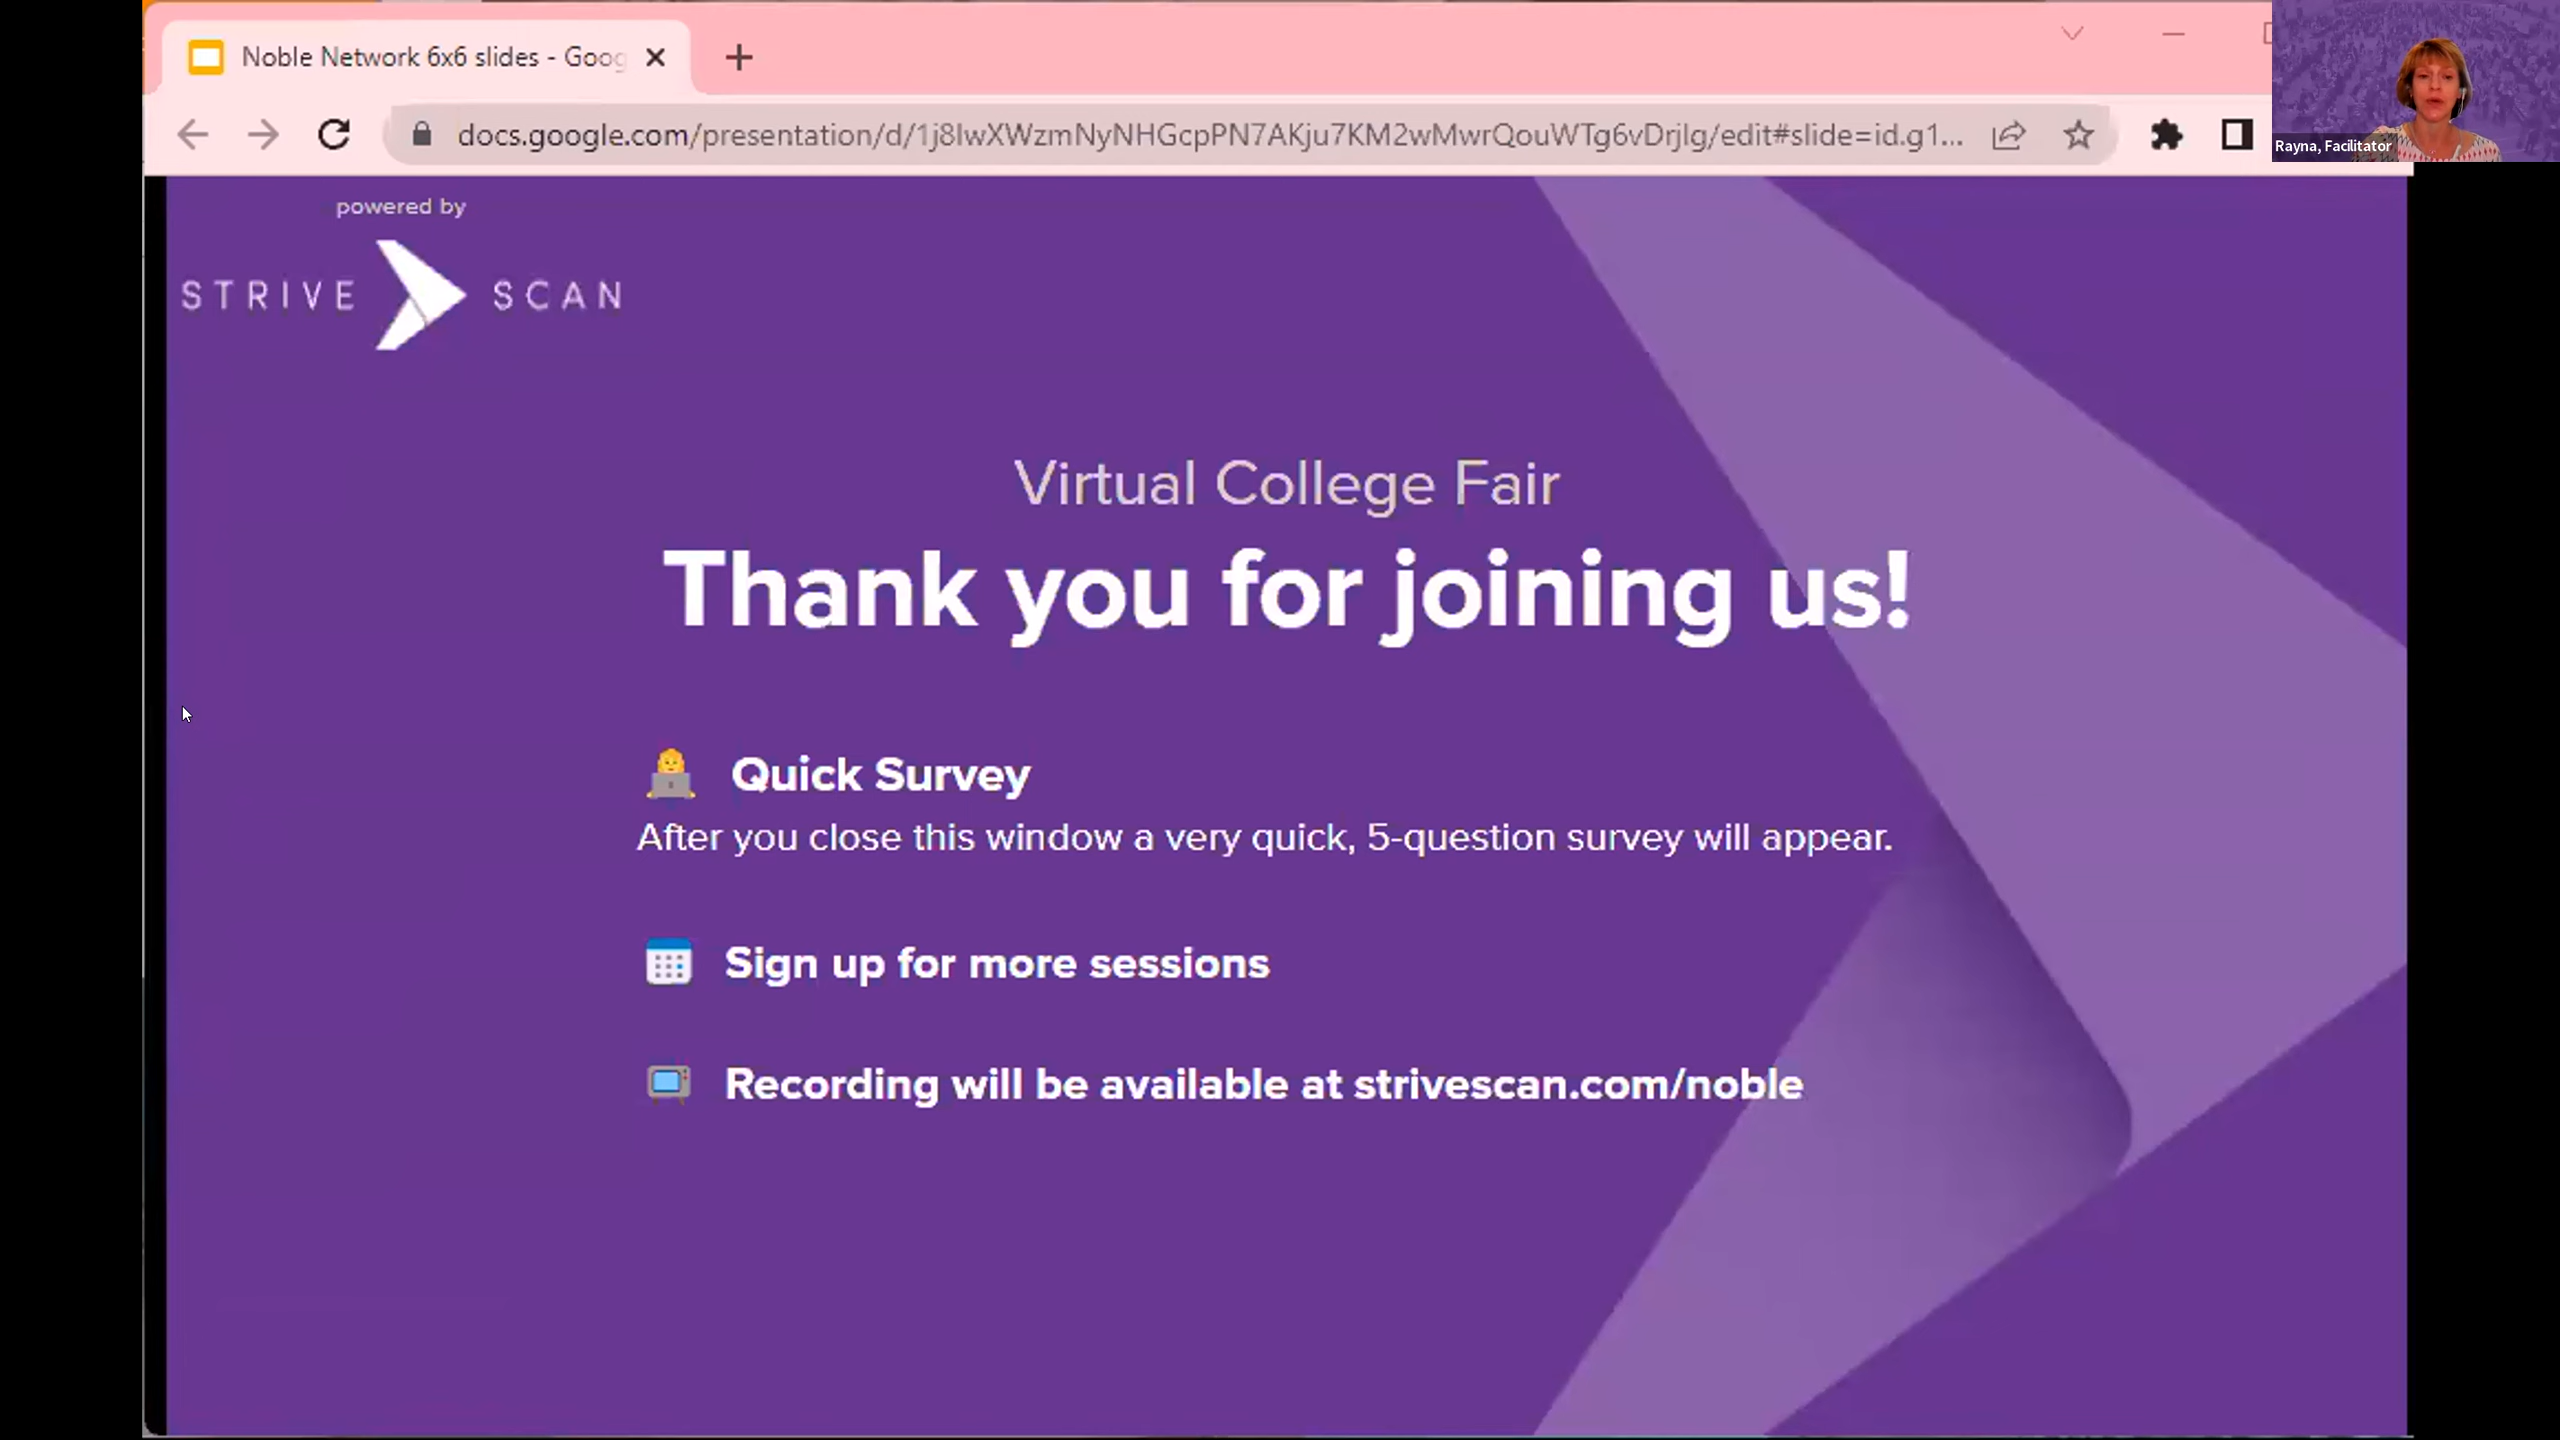 Noble Network 6x6 slides - Goog
docs.google.com/presentation/d/1j8IwXWzmNyNHGcpPN7AKju7KM2wMwrQouWTg6vDrjlg/edit#slide=id.g1...
Rayna, Facilitator
powered by
STRIVE SCAN
Virtual College Fair
Thank you for joining us!
Quick Survey
After you close this window a very quick, 5-question survey will appear.
Sign up for more sessions
Recording will be available at strivescan.com/noble